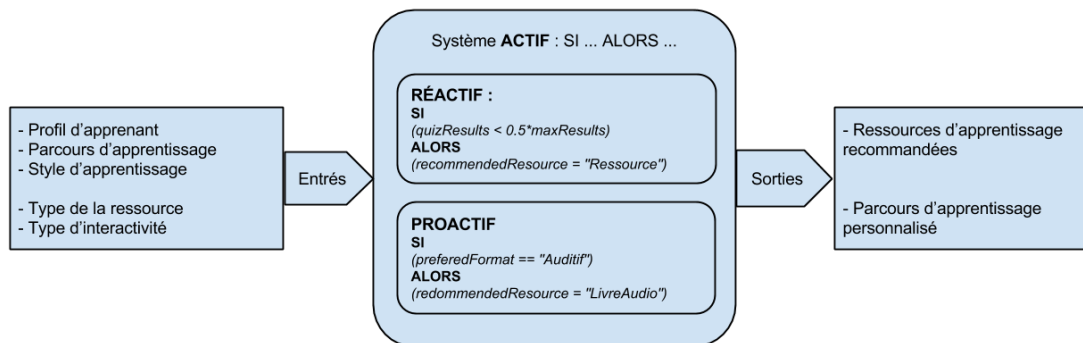 Système ACTIF : SI ... ALORS ...
- Profil d'apprenant
- Parcours d'apprentissage
- Style d'apprentissage
- Type de la ressource
- Type d'interactivité
Entrés
RÉACTIF :
SI
(quizResults < 0.5*maxResults)
ALORS
(recommendedResource = "Ressource")
PROACTIF
SI
(preferedFormat == "Auditif")
ALORS
(redommendedResource = "LivreAudio")
Sorties
- Ressources d'apprentissage
recommandées
- Parcours d'apprentissage
personnalisé